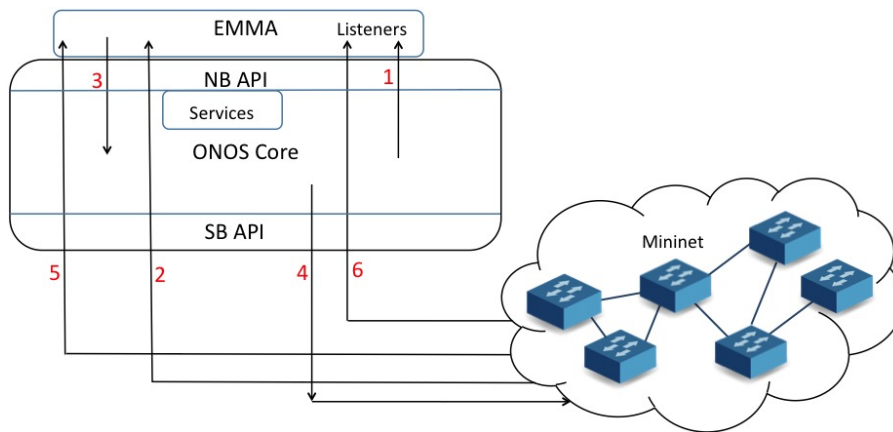 EMMA Listeners
1
3 NB API
Services
ONOS Core
SB API
Mininet
5 2 4 6